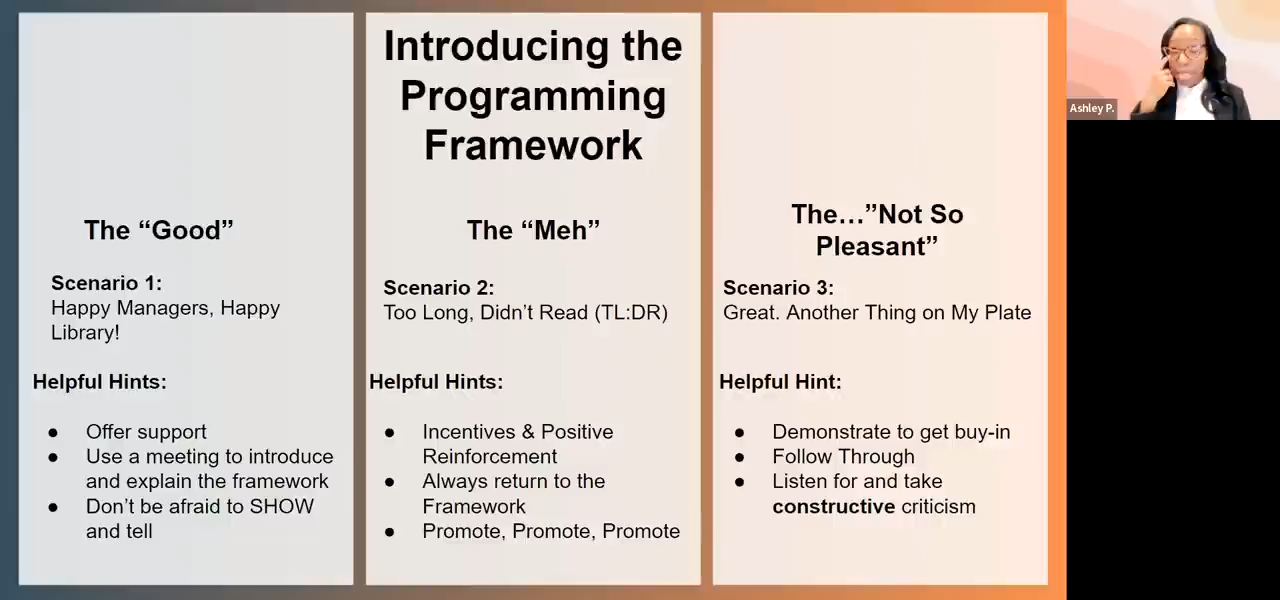 Introducing the
Programming
Framework
The “Good”
Scenario 1:
Happy Managers, Happy
Library!
Helpful Hints:
● Offer support
● Use a meeting to introduce
and explain the framework
● Don’t be afraid to SHOW
and tell
The “Meh”
Scenario 2:
Too Long, Didn’t Read (TL:DR)
Helpful Hints:
● Incentives & Positive
Reinforcement
● Always return to the
Framework
● Promote, Promote, Promote
The…”Not So
Pleasant”
Scenario 3:
Great. Another Thing on My Plate
Helpful Hint:
● Demonstrate to get buy-in
● Follow Through
● Listen for and take
constructive criticism
Ashley P.